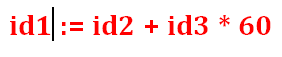 id1 := id2 + id3 * 60